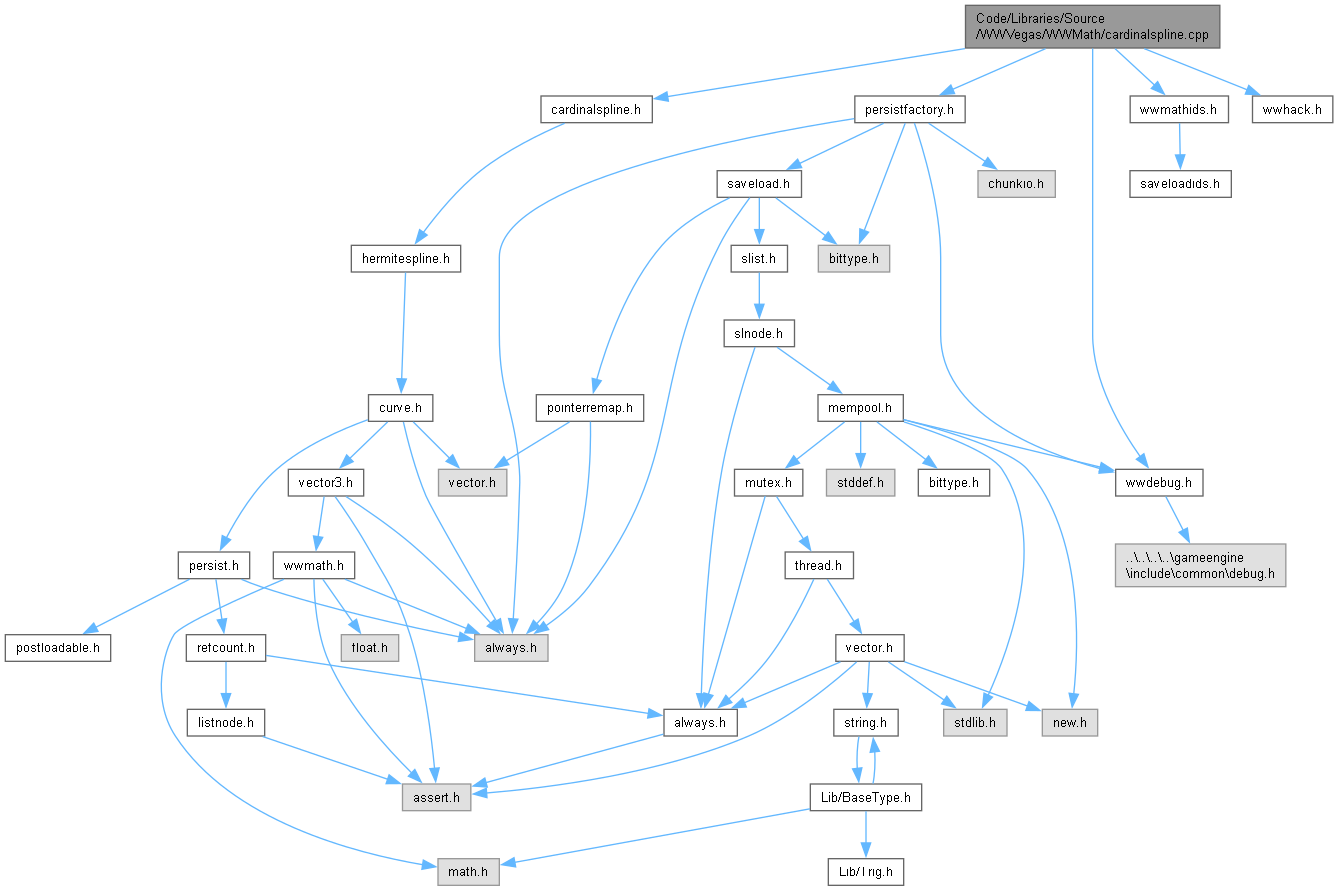 Code/Libraries/Source
/WWVegas/WWMath/cardinalspline.cpp
cardinalspline.h
persistfactory.h
wwmathids.h
wwhack.h
saveload.h
chunkio.h
saveloadids.h
hermitespline.h
slist.h
bittype.h
slnode.h
curve.h
pointerremap.h
mempool.h
vector3.h
vector.h
mutex.h
stddef.h
bittype.h
wwdebug.h
persist.h
wwmath.h
thread.h
..\..\..\..\gameengine
\include\common\debug.h
postloadable.h
refcount.h
float.h
always.h
vector.h
listnode.h
always.h
string.h
stdlib.h
new.h
assert.h
Lib/BaseType.h
math.h
Lib/Trig.h